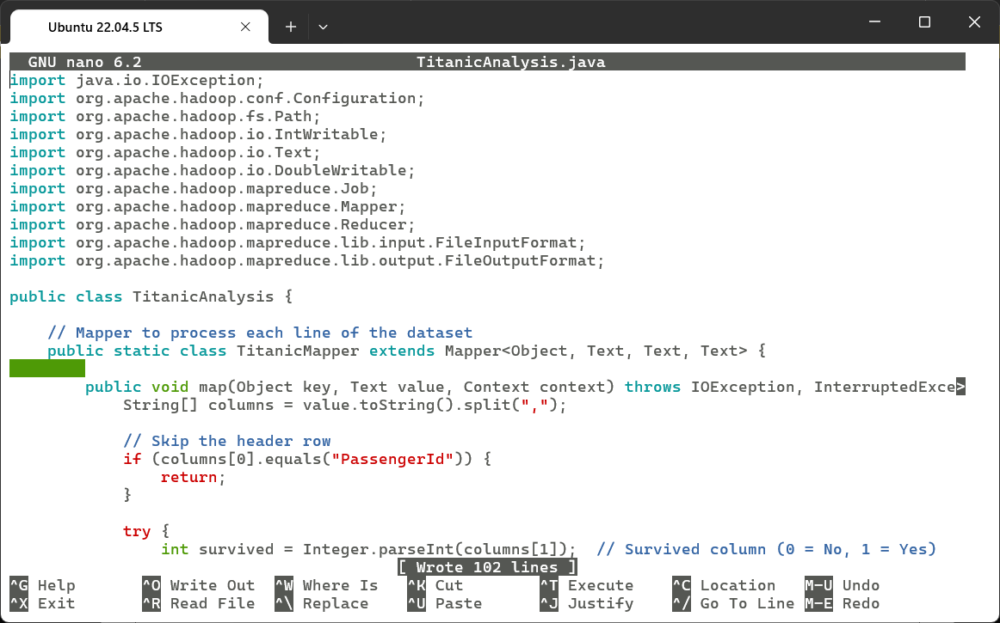 Ubuntu 22.04.5 LTS
GNU nano 6.2 TitanicAnalysis.java
import java.io.IOException;
import org.apache.hadoop.conf.Configuration;
import org.apache.hadoop.fs.Path;
import org.apache.hadoop.io.IntWritable;
import org.apache.hadoop.io.Text;
import org.apache.hadoop.io.DoubleWritable;
import org.apache.hadoop.mapreduce.Job;
import org.apache.hadoop.mapreduce.Mapper;
import org.apache.hadoop.mapreduce.Reducer;
import org.apache.hadoop.mapreduce.lib.input.FileInputFormat;
import org.apache.hadoop.mapreduce.lib.output.FileOutputFormat;
public class TitanicAnalysis {
// Mapper to process each line of the dataset
public static class TitanicMapper extends Mapper<Object, Text, Text, Text> {
public void map(Object key, Text value, Context context) throws IOException, InterruptedExce>
String[] columns = value.toString().split(",");
// Skip the header row
if (columns[0].equals("PassengerId")) {
return;
}
try {
int survived = Integer.parseInt(columns[1]); // Survived column (0 = No, 1 = Yes)
[ Wrote 102 lines ]
^G Help ^O Write Out ^W Where Is ^K Cut ^T Execute ^C Location M-U Undo
^X Exit ^R Read File ^\ Replace ^U Paste ^J Justify ^/ Go To Line M-E Redo